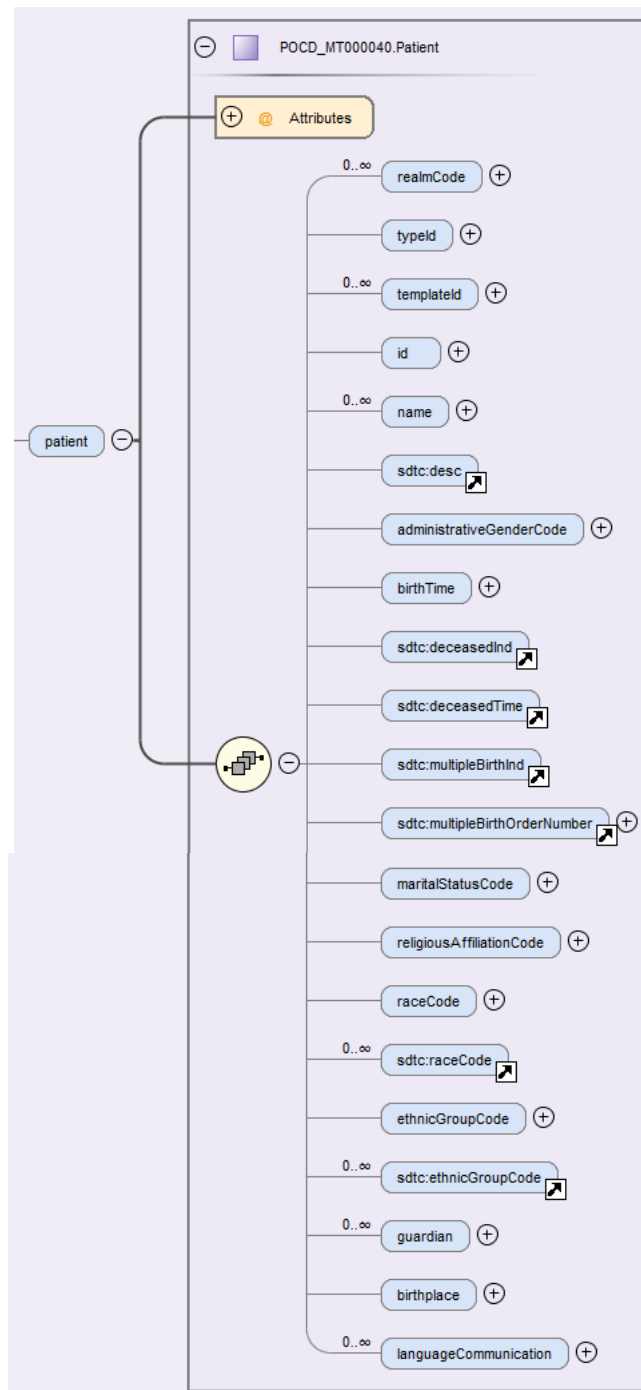 POCD_MT000040.Patient
@ Attributes
0..∞
realmCode
typeId
0..∞
templateId
id
0..∞
name
patient
sdtc:desc
administrativeGenderCode
birthTime
sdtc:deceasedInd
sdtc:deceasedTime
sdtc:multipleBirthInd
sdtc:multipleBirthOrderNumber
maritalStatusCode
religiousAffiliationCode
raceCode
0..∞
sdtc:raceCode
ethnicGroupCode
0..∞
sdtc:ethnicGroupCode
0..∞
guardian
birthplace
0..∞
languageCommunication